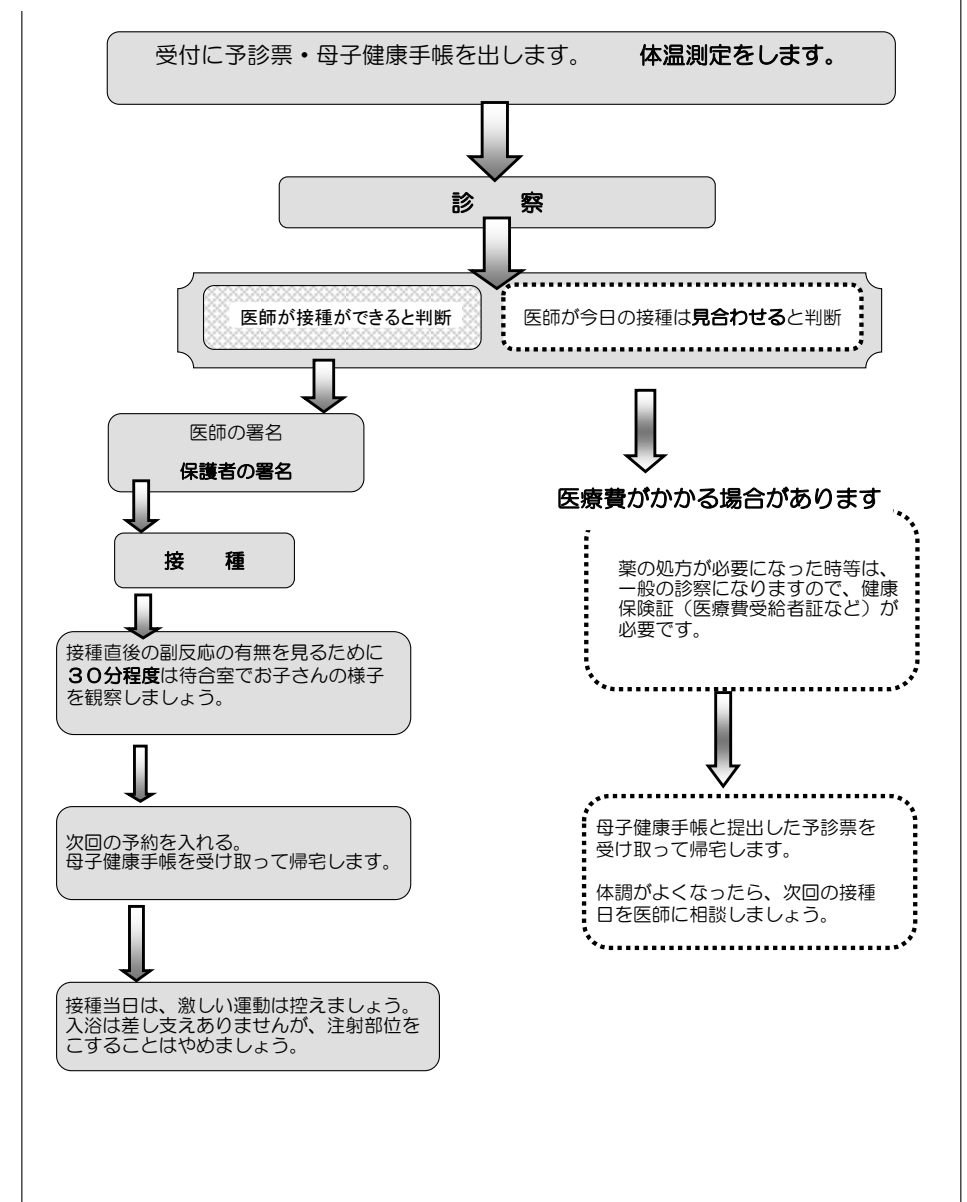 受付に予診票・母子健康手帳を出します。　体温測定をします。
診　察
医師が接種ができると判断
医師が今日の接種は見合わせると判断
医師の署名
保護者の署名
接　種
接種直後の副反応の有無を見るために
３０分程度は待合室でお子さんの様子
を観察しましょう。
次回の予約を入れる。
母子健康手帳を受け取って帰宅します。
接種当日は、激しい運動は控えましょう。
入浴は差し支えありませんが、注射部位を
こすることはやめましょう。
医療費がかかる場合があります
薬の処方が必要になった時等は、
一般の診察になりますので、健康
保険証（医療費受給者証など）が
必要です。
母子健康手帳と提出した予診票を
受け取って帰宅します。
体調がよくなったら、次回の接種
日を医師に相談しましょう。